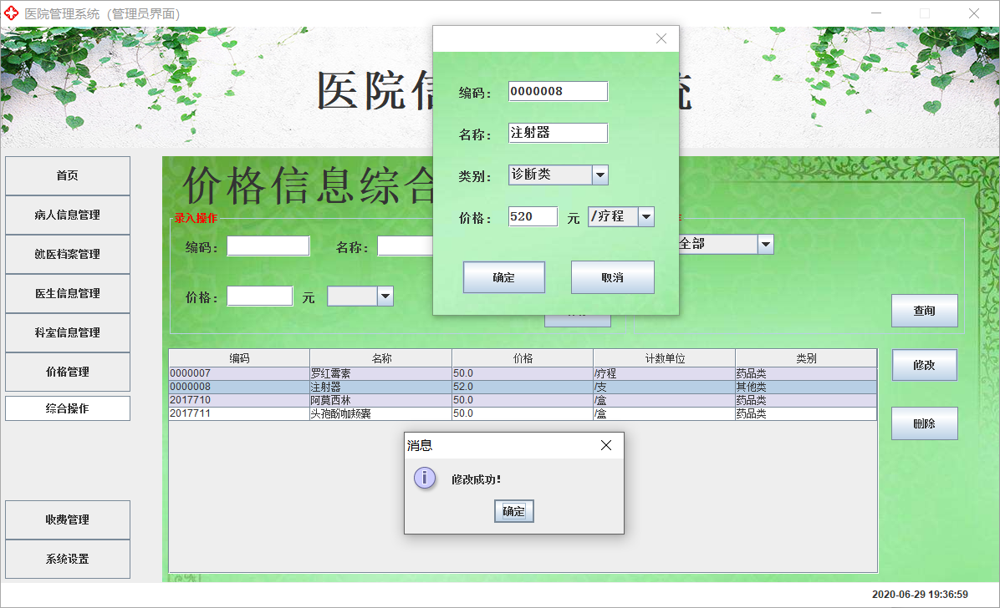 医院管理系统（管理员界面）
医院信
统
编码： 0000008
名称： 注射器
类别： 诊断类
价格： 520 元 /疗程
确定 取消
首页
病人信息管理
就医档案管理
医生信息管理
科室信息管理
价格管理
综合操作
收费管理
系统设置
价格信息综合
录入操作
编码： 名称：
全部
价格： 元
查询
修改
删除
编码 名称 价格 计数单位 类别
0000007 罗红霉素 50.0 /疗程 药品类
0000008 注射器 52.0 /支 其他类
2017710 阿莫西林 50.0 /盒 药品类
2017711 头孢酚咖颊囊 50.0 /盒 药品类
消息
修改成功!
确定
2020-06-29 19:36:59